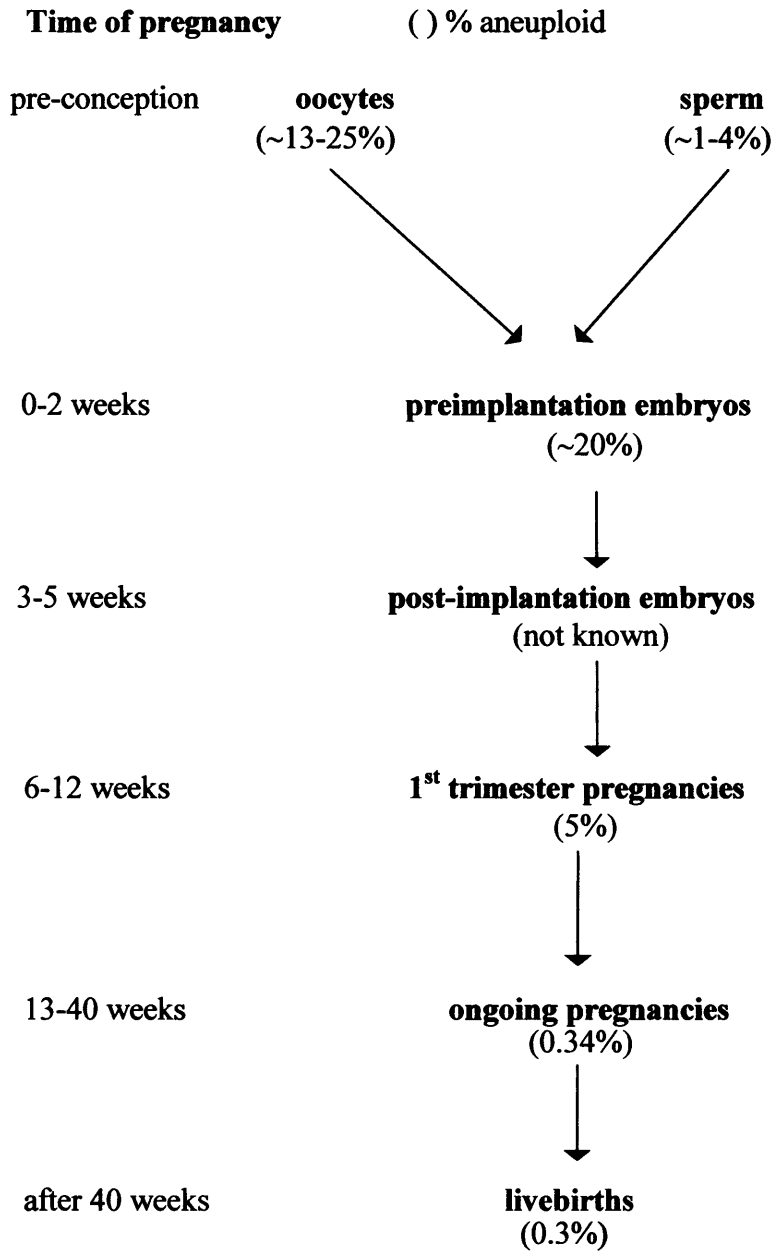 Time of pregnancy ( ) % aneuploid
pre-conception oocytes sperm
(~13-25%) (~1-4%)
0-2 weeks preimplantation embryos
(~20%)
3-5 weeks post-implantation embryos
(not known)
6-12 weeks 1st trimester pregnancies
(5%)
13-40 weeks ongoing pregnancies
(0.34%)
after 40 weeks livebirths
(0.3%)